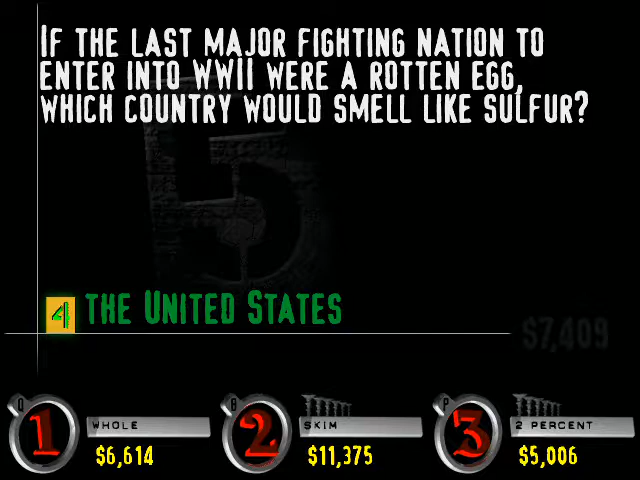 IF THE LAST MAJOR FIGHTING NATION TO
ENTER INTO WWII WERE A ROTTEN EGG,
WHICH COUNTRY WOULD SMELL LIKE SULFUR?
5
4 THE UNITED STATES
$7,409
Q B P
1 WHOLE 2 SKIM 3 2 PERCENT
$6,614 $11,375 $5,006